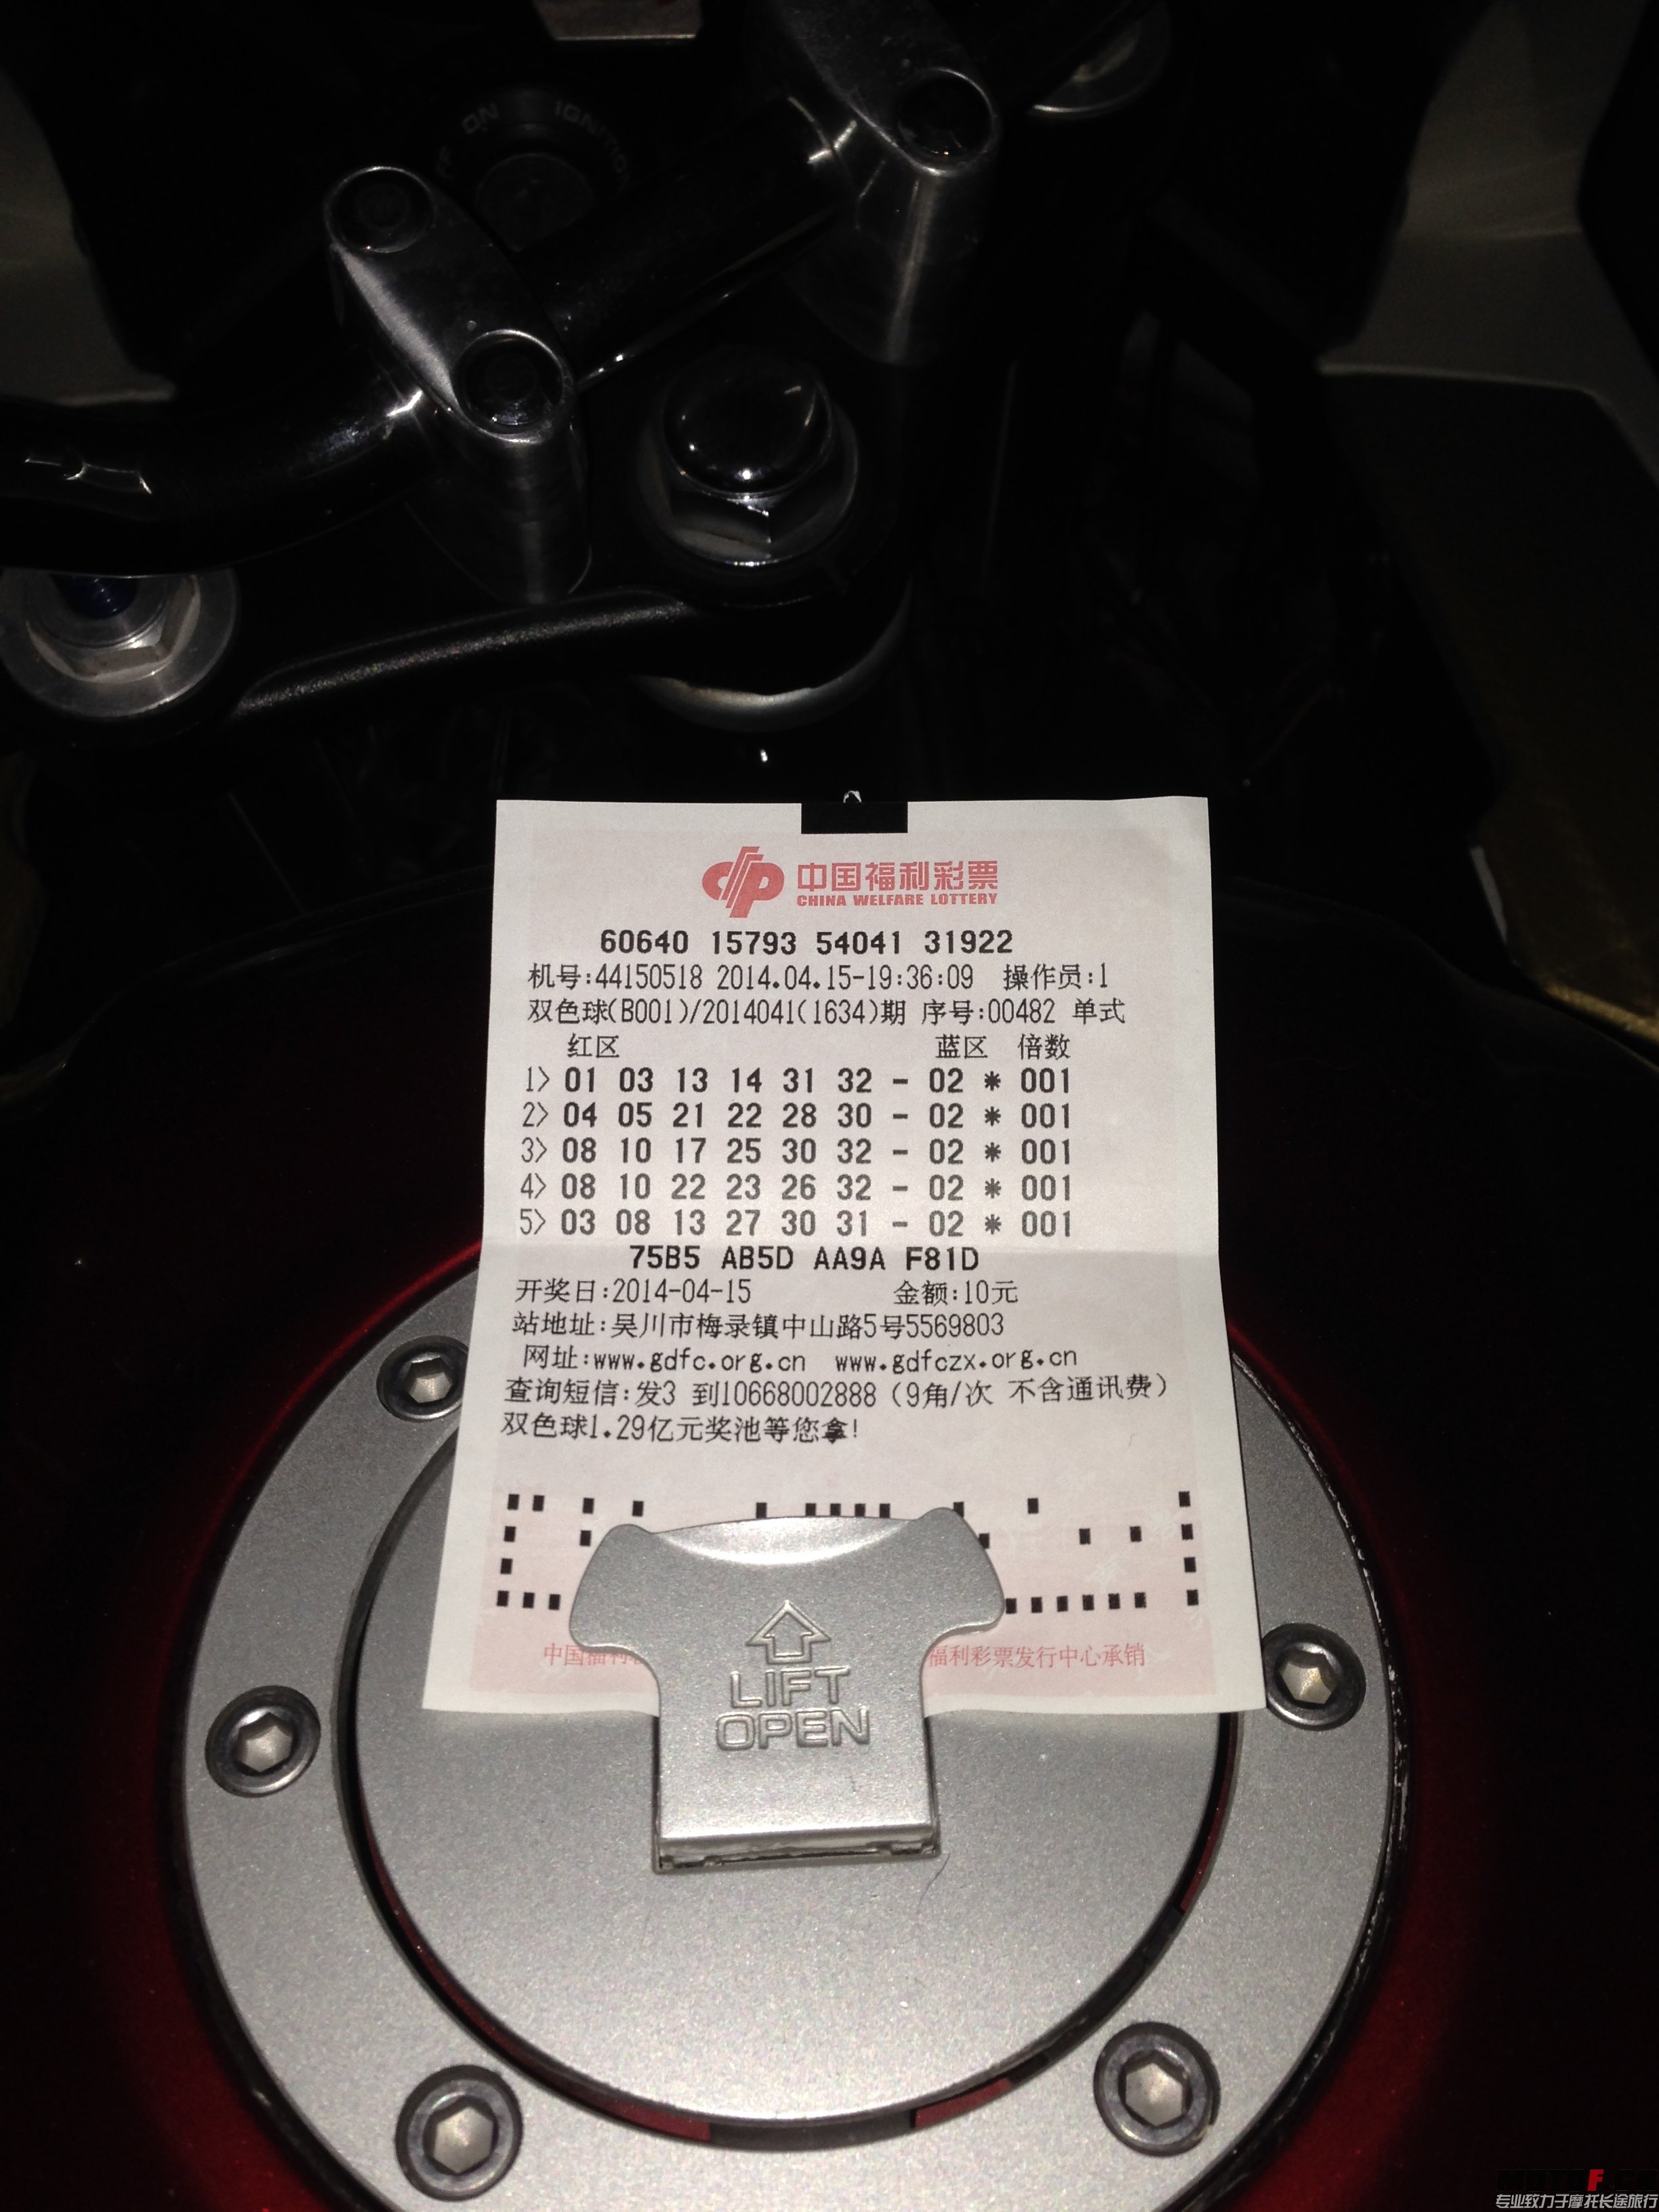 ON
IGNITION
中国福利彩票
CHINA WELFARE LOTTERY
60640 15793 54041 31922
机号:44150518 2014.04.15-19:36:09 操作员:1
双色球(B001)/2014041(1634)期 序号:00482 单式
红区 蓝区 倍数
1> 01 03 13 14 31 32 - 02 * 001
2> 04 05 21 22 28 30 - 02 * 001
3> 08 10 17 25 30 32 - 02 * 001
4> 08 10 22 23 26 32 - 02 * 001
5> 03 08 13 27 30 31 - 02 * 001
75B5 AB5D AA9A F81D
开奖日:2014-04-15 金额:10元
站地址:吴川市梅录镇中山路5号5569803
网址:www.gdfc.org.cn www.gdfczx.org.cn
查询短信:发3 到10668002888（9角/次 不含通讯费）
双色球1.29亿元奖池等您拿!
中国福利 福利彩票发行中心承销
LIFT
OPEN
专业致力于摩托长途旅行